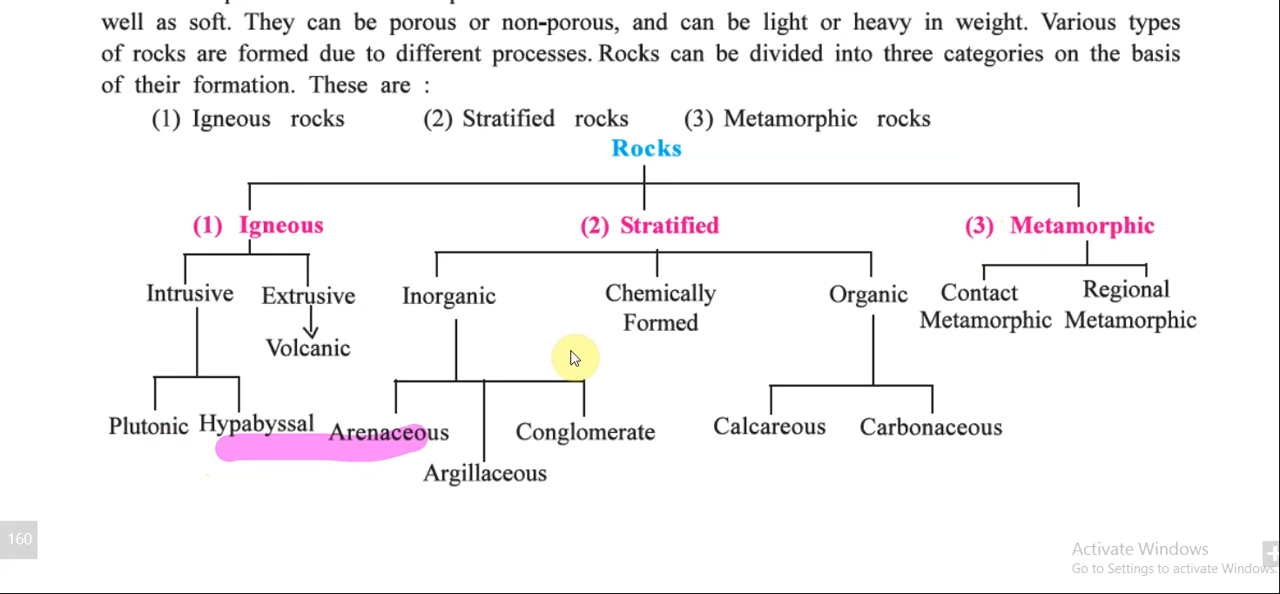 well as soft. They can be porous or non-porous, and can be light or heavy in weight. Various types
of rocks are formed due to different processes. Rocks can be divided into three categories on the basis
of their formation. These are :
(1) Igneous rocks (2) Stratified rocks (3) Metamorphic rocks
Rocks
(1) Igneous (2) Stratified (3) Metamorphic
Intrusive Extrusive Inorganic Chemically Formed Organic Contact Metamorphic Regional Metamorphic
Volcanic
Plutonic Hypabyssal Arenaceous Conglomerate Calcareous Carbonaceous
Argillaceous
160
Activate Windows
Go to Settings to activate Windows.